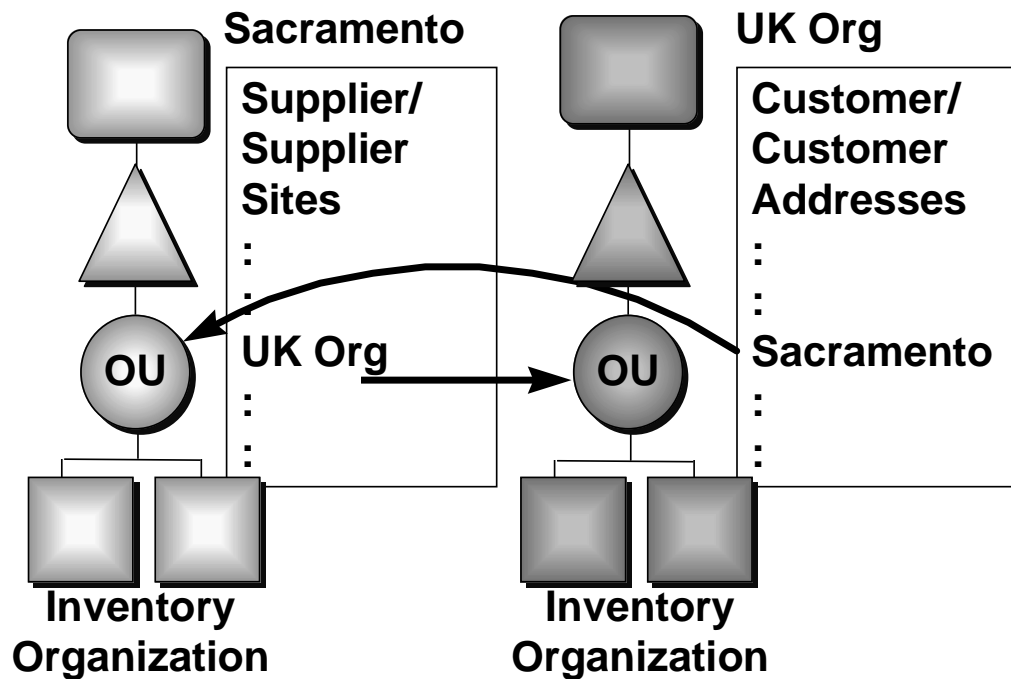 Sacramento
Supplier/
Supplier
Sites
:
:
UK Org
:
:
OU
Inventory
Organization
UK Org
Customer/
Customer
Addresses
:
:
Sacramento
:
:
OU
Inventory
Organization